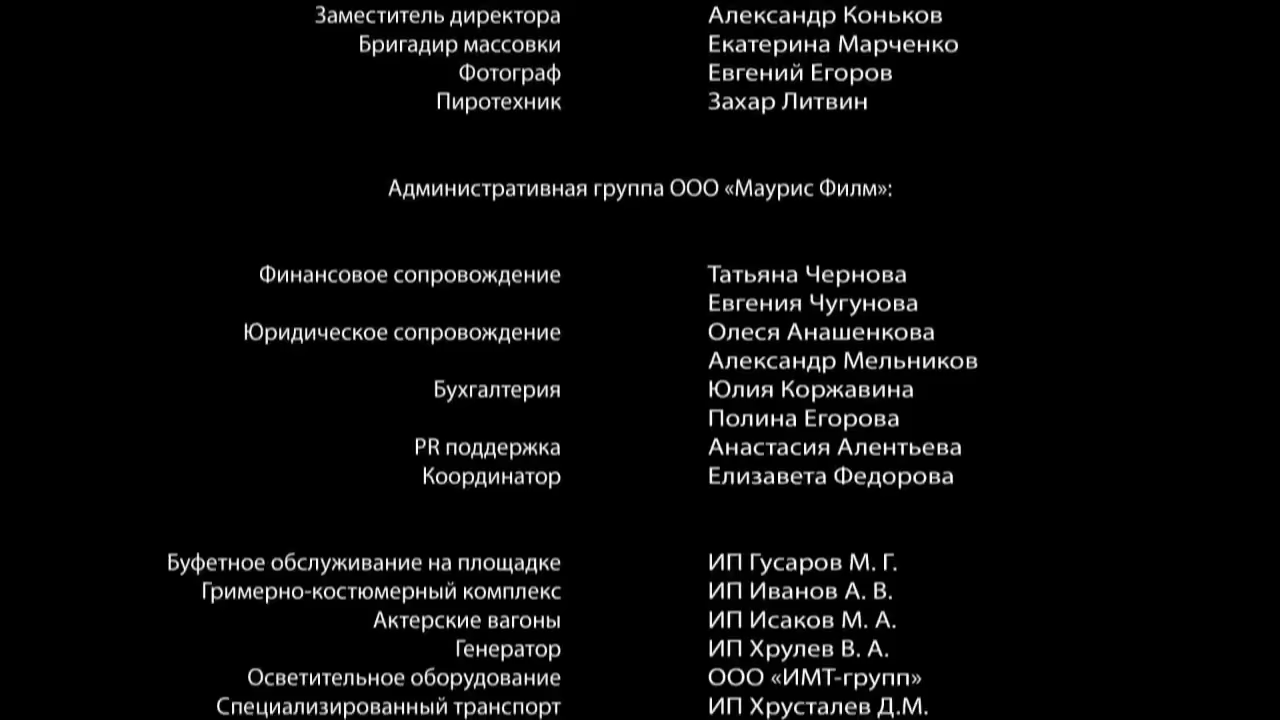 Заместитель директора Александр Коньков
Бригадир массовки Екатерина Марченко
Фотограф Евгений Егоров
Пиротехник Захар Литвин
Административная группа ООО «Маурис Филм»:
Финансовое сопровождение Татьяна Чернова
Евгения Чугунова
Юридическое сопровождение Олеся Анашенкова
Александр Мельников
Бухгалтерия Юлия Коржавина
Полина Егорова
PR поддержка Анастасия Алентьева
Координатор Елизавета Федорова
Буфетное обслуживание на площадке ИП Гусаров М. Г.
Гримерно-костюмерный комплекс ИП Иванов А. В.
Актерские вагоны ИП Исаков М. А.
Генератор ИП Хрулев В. А.
Осветительное оборудование ООО «ИМТ-групп»
Специализированный транспорт ИП Хрусталев Д.М.